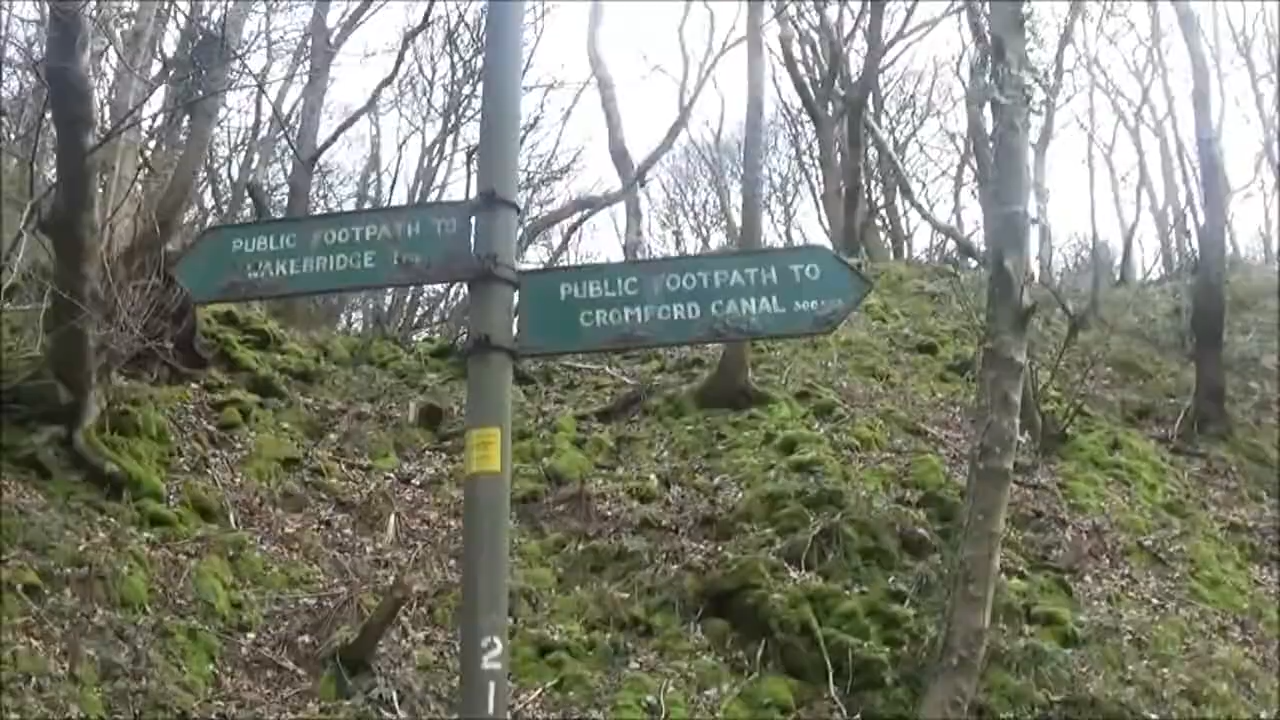 PUBLIC FOOTPATH TO
WAKEBRIDGE
PUBLIC FOOTPATH TO
CROMFORD CANAL
2
1